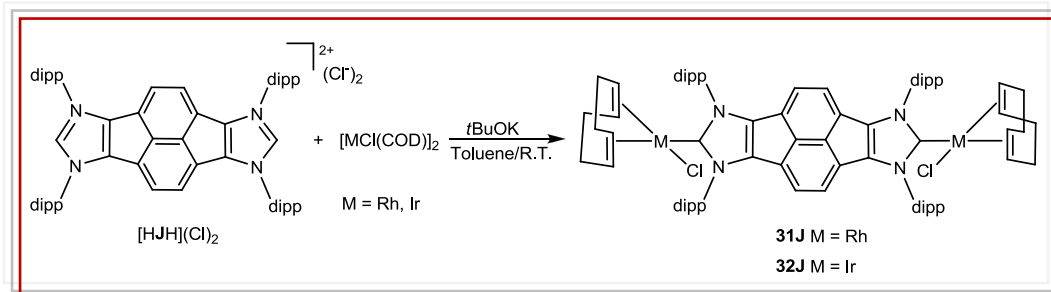 2+
(Cl⁻)₂
dipp
dipp
N
N
N
N
dipp
dipp
[HJH](Cl)₂
+
[MCl(COD)]₂
M = Rh, Ir
tBuOK
Toluene/R.T.
dipp
dipp
M
Cl
N
N
N
N
Cl
M
dipp
dipp
31J M = Rh
32J M = Ir